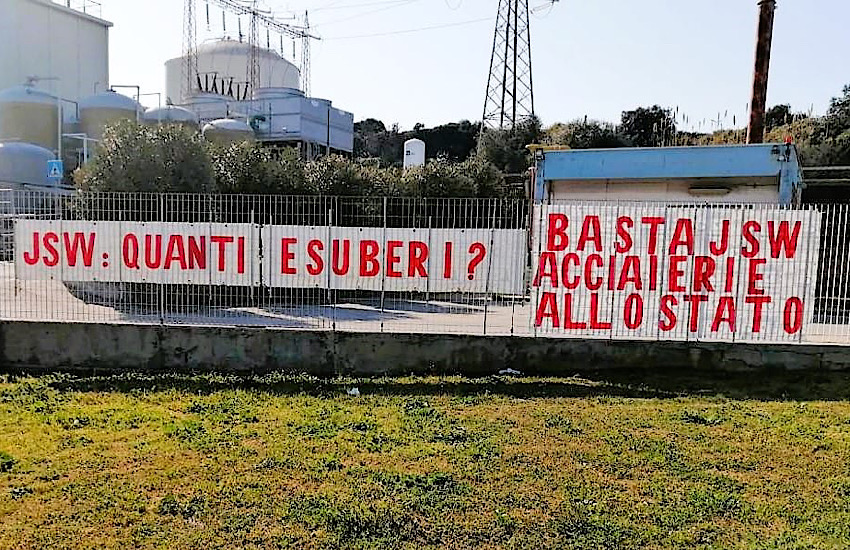 JSW: QUANTI ESUBERI?
BASTA JSW
ACCIAIERIE
ALLO STATO